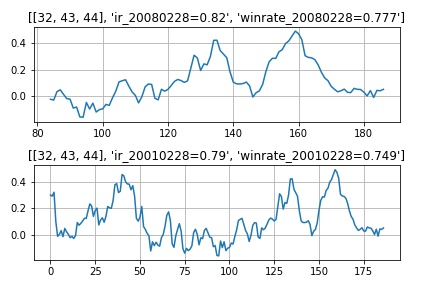 [[32, 43, 44], 'ir_20080228=0.82', 'winrate_20080228=0.777']
0.4
0.2
0.0
80 100 120 140 160 180
[[32, 43, 44], 'ir_20010228=0.79', 'winrate_20010228=0.749']
0.4
0.2
0.0
0 25 50 75 100 125 150 175